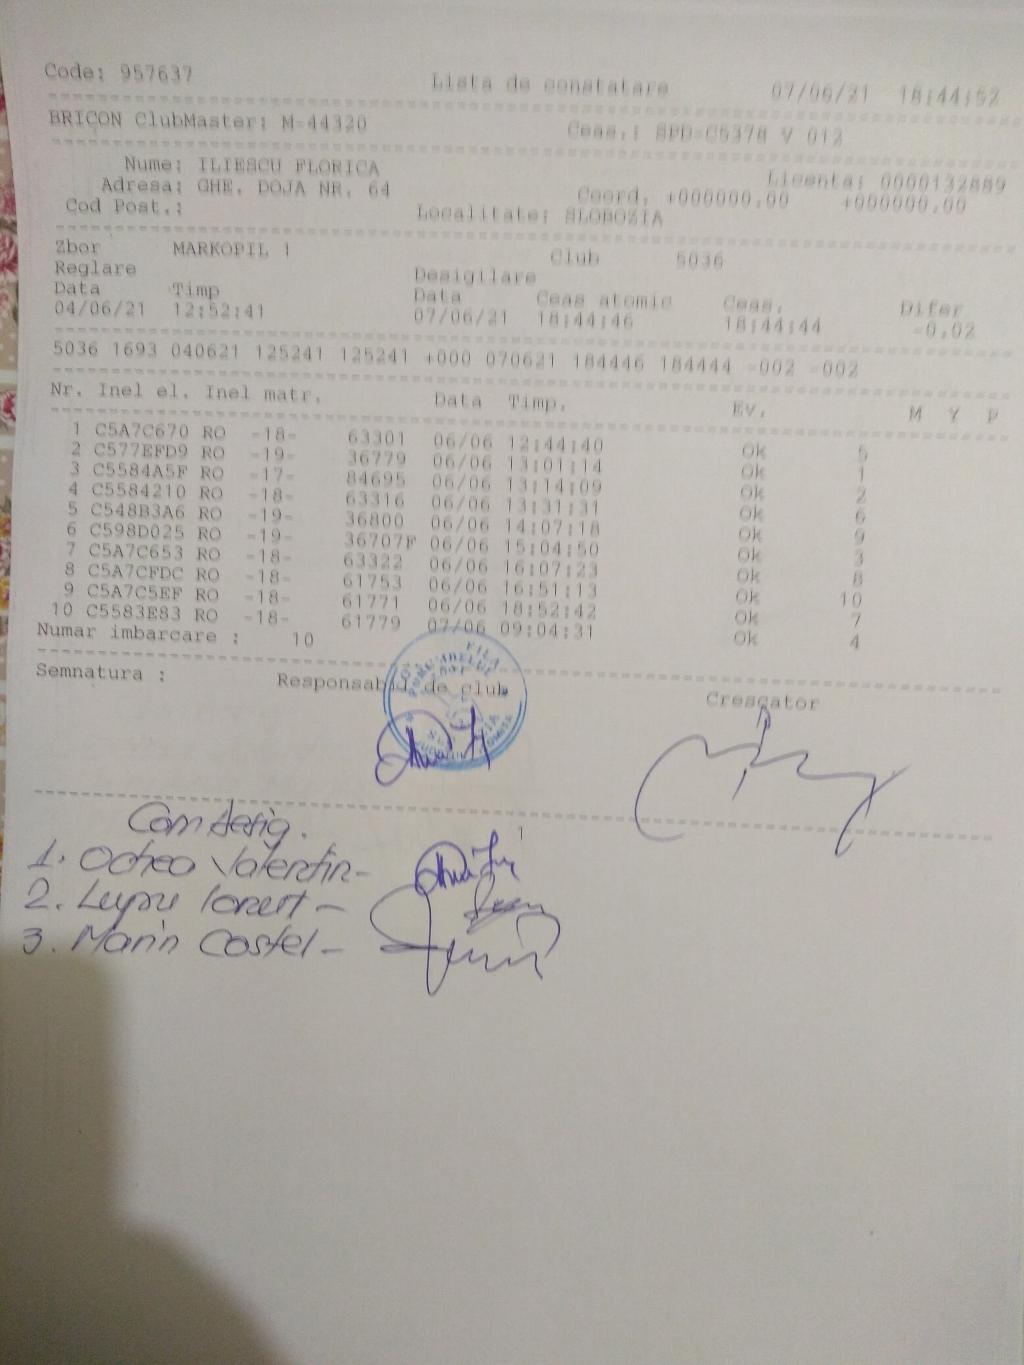 Code: 957637 Lista de constatare 07/06/21 18:44:52
BRICON ClubMaster: M-44320 Ceas.: SPD-C5378 V 012
Nume: ILIESCU FLORICA Licenta: 0000132889
Adresa: GHE. DOJA NR. 64 Coord. +000000.00 +000000.00
Cod Post.: Localitate: SLOBOZIA
Zbor MARKOPIL 1 Club 5036
Reglare Desigilare
Data Timp Data Ceas atomic Ceas. Difer
04/06/21 12:52:41 07/06/21 18:44:46 18:44:44 -0.02
5036 1693 040621 125241 125241 +000 070621 184446 184444 -002 -002
Nr. Inel el. Inel matr. Data Timp. Ev. M Y P
1 C5A7C670 RO -18- 63301 06/06 12:44:40 Ok 5
2 C577EFD9 RO -19- 36779 06/06 13:01:14 Ok 1
3 C5584A5F RO -17- 84695 06/06 13:14:09 Ok 2
4 C5584210 RO -18- 63316 06/06 13:31:31 Ok 6
5 C548B3A6 RO -19- 36800 06/06 14:07:18 Ok 9
6 C598D025 RO -19- 36707F 06/06 15:04:50 Ok 3
7 C5A7C653 RO -18- 63322 06/06 16:07:23 Ok 8
8 C5A7CFDC RO -18- 61753 06/06 16:51:13 Ok 10
9 C5A7C5EF RO -18- 61771 06/06 18:52:42 Ok 7
10 C5583E83 RO -18- 61779 07/06 09:04:31 Ok 4
Numar imbarcare : 10
Semnatura : Responsabil de club Crescator
1
1. Valentin-
2. Lupu Ionut -
3. Marin Costel -